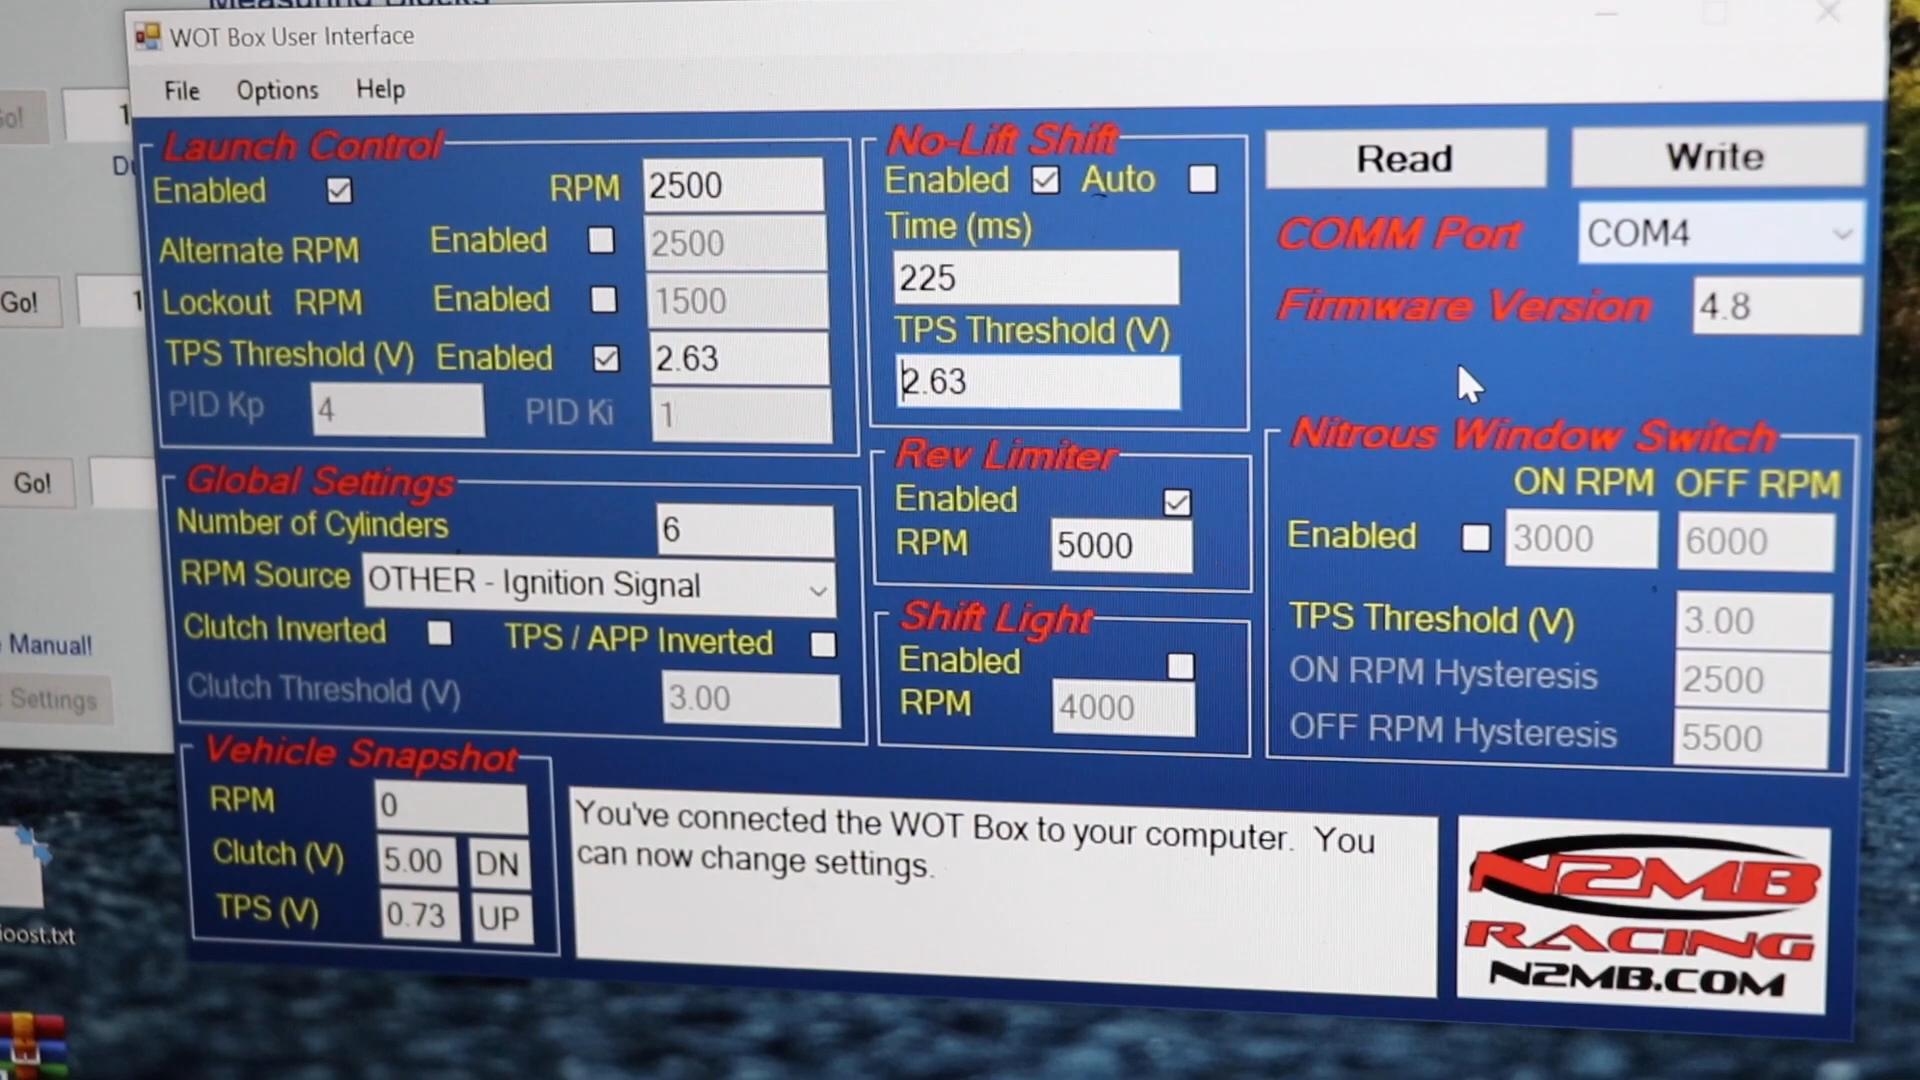 Measuring Blocks
WOT Box User Interface
File Options Help
Launch Control
Enabled RPM 2500
Alternate RPM Enabled 2500
Lockout RPM Enabled 1500
TPS Threshold (V) Enabled 2.63
PID Kp 4 PID Ki 1
Global Settings
Number of Cylinders 6
RPM Source OTHER - Ignition Signal
Clutch Inverted TPS / APP Inverted
Clutch Threshold (V) 3.00
Vehicle Snapshot
RPM 0
Clutch (V) 5.00 DN
TPS (V) 0.73 UP
No-Lift Shift
Enabled Auto
Time (ms)
225
TPS Threshold (V)
2.63
Rev Limiter
Enabled
RPM 5000
Shift Light
Enabled
RPM 4000
Read Write
COMM Port COM4
Firmware Version 4.8
Nitrous Window Switch
ON RPM OFF RPM
Enabled 3000 6000
TPS Threshold (V) 3.00
ON RPM Hysteresis 2500
OFF RPM Hysteresis 5500
You've connected the WOT Box to your computer. You
can now change settings.
N2MB
RACING
N2MB.COM
Go!
Go!
Manual!
Settings